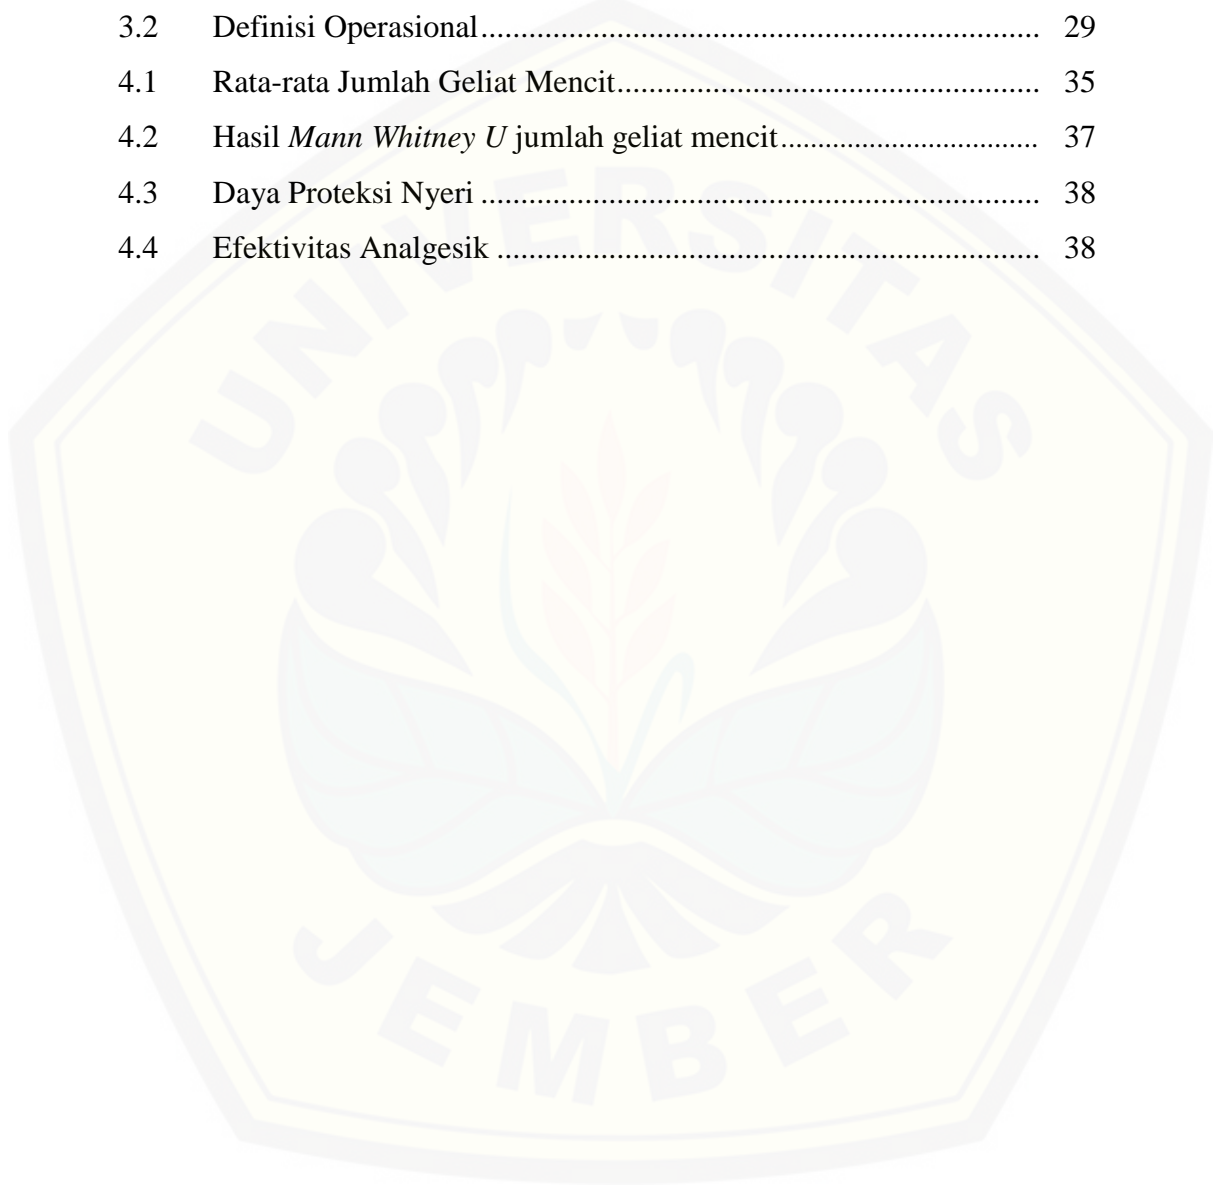 3.2 Definisi Operasional...................................................................... 29
4.1 Rata-rata Jumlah Geliat Mencit..................................................... 35
4.2 Hasil Mann Whitney U jumlah geliat mencit................................. 37
4.3 Daya Proteksi Nyeri ...................................................................... 38
4.4 Efektivitas Analgesik .................................................................... 38
UNIVERSITAS
JEMBER